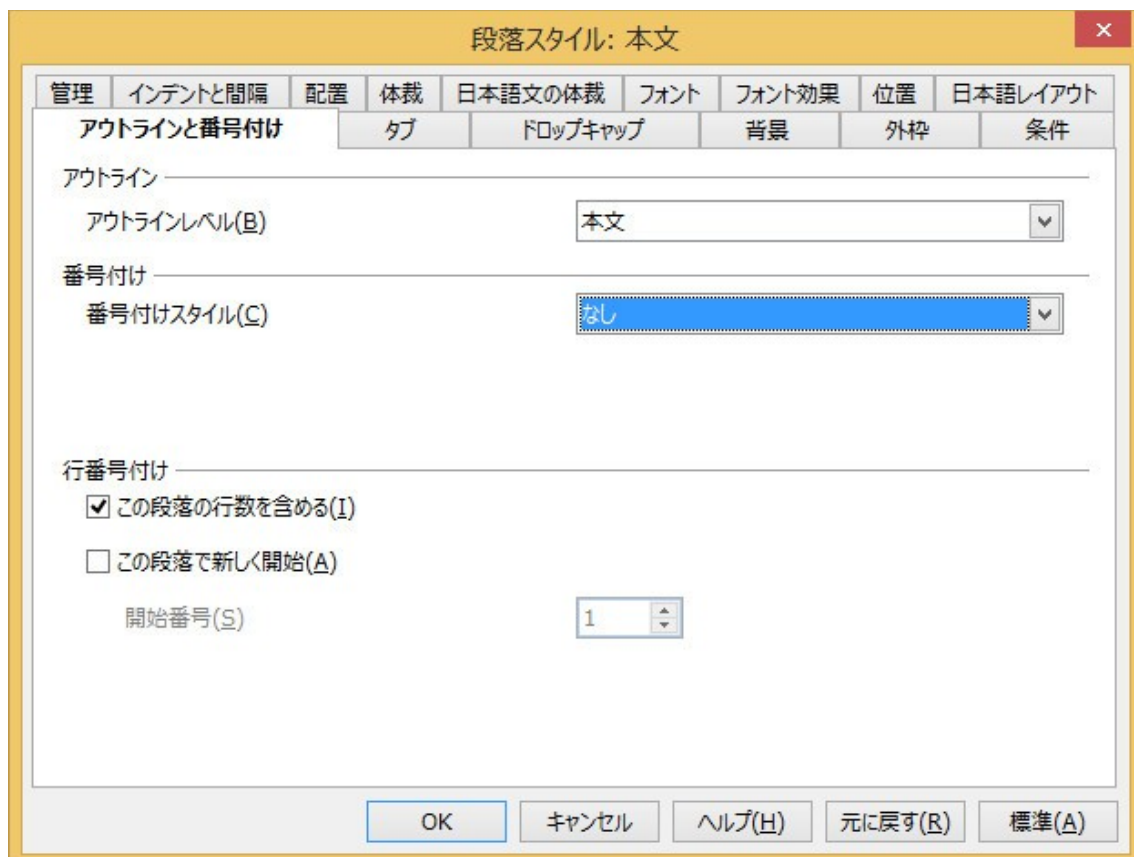 段落スタイル: 本文
管理 インデントと間隔 配置 体裁 日本語文の体裁 フォント フォント効果 位置 日本語レイアウト
アウトラインと番号付け タブ ドロップキャップ 背景 外枠 条件
アウトライン
アウトラインレベル(B) 本文
番号付け
番号付けスタイル(C) なし
行番号付け
この段落の行数を含める(I)
この段落で新しく開始(A)
開始番号(S) 1
OK キャンセル ヘルプ(H) 元に戻す(R) 標準(A)